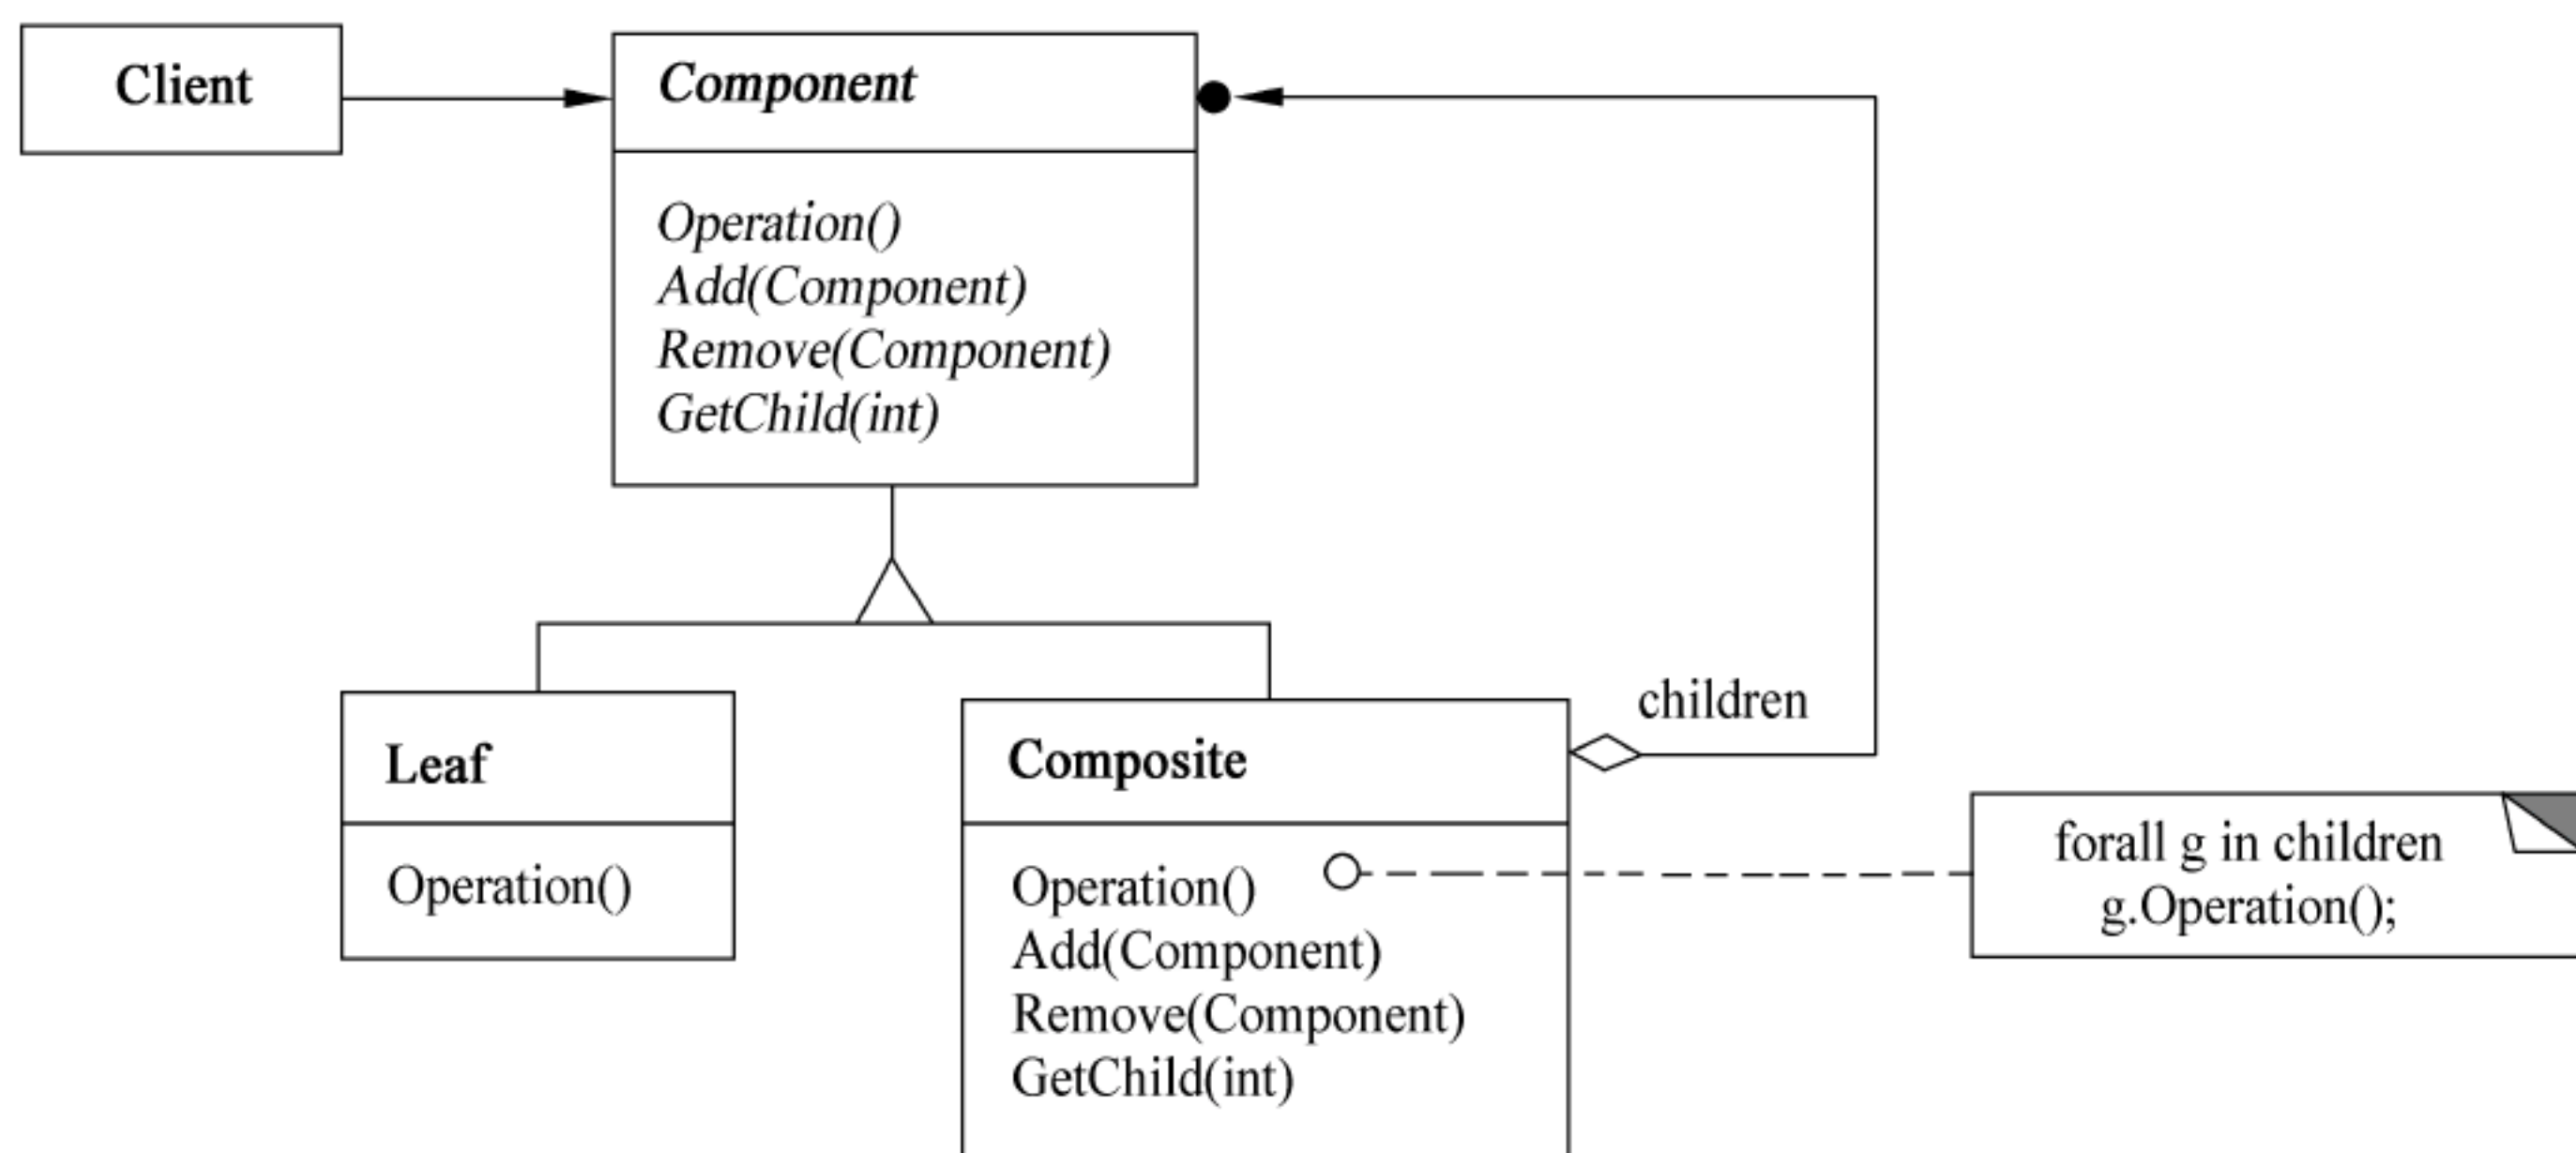 Client
Component
Operation()
Add(Component)
Remove(Component)
GetChild(int)
children
Leaf
Operation()
Composite
Operation()
Add(Component)
Remove(Component)
GetChild(int)
forall g in children
g.Operation();